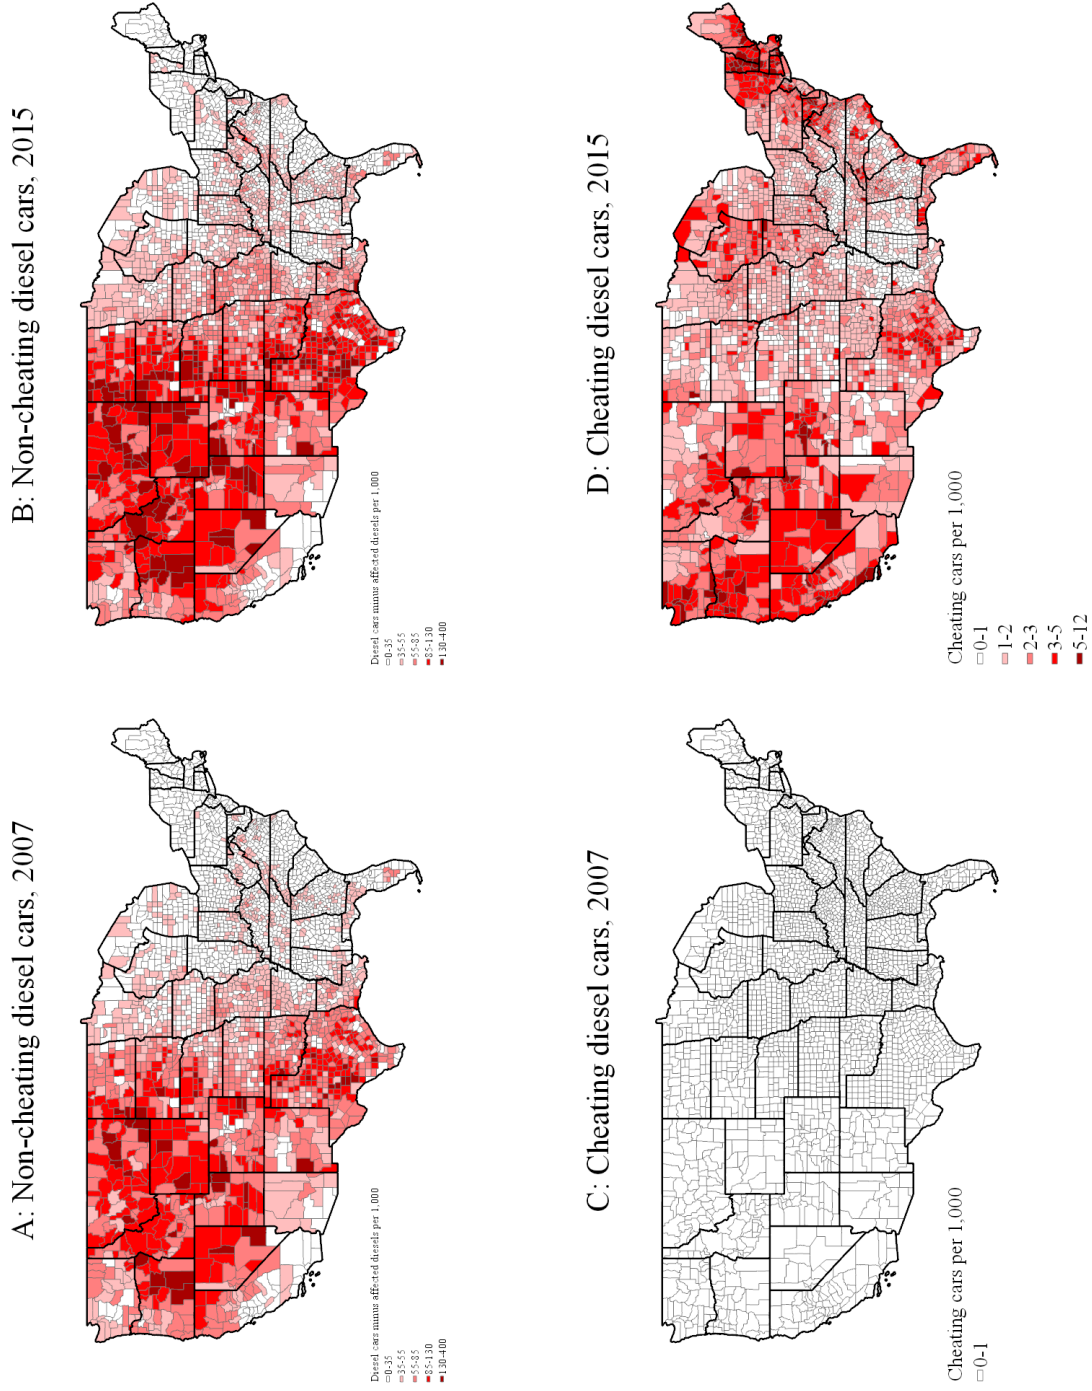 A: Non-cheating diesel cars, 2007
Diesel cars minus affected diesels per 1,000
0-35
35-55
55-85
85-130
130-400
B: Non-cheating diesel cars, 2015
Diesel cars minus affected diesels per 1,000
0-35
35-55
55-85
85-130
130-400
C: Cheating diesel cars, 2007
Cheating cars per 1,000
0-1
D: Cheating diesel cars, 2015
Cheating cars per 1,000
0-1
1-2
2-3
3-5
5-12